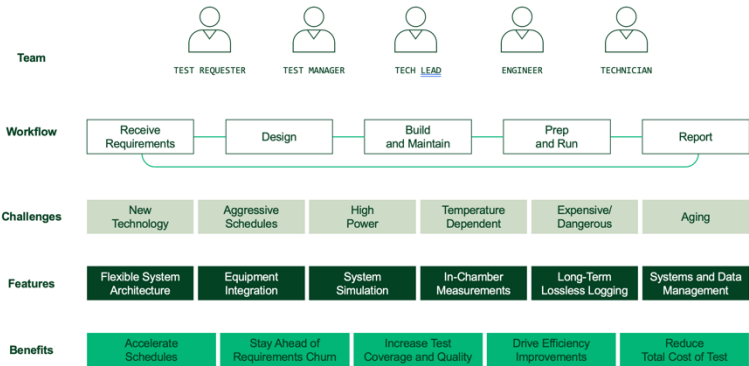 Team
TEST REQUESTER
TEST MANAGER
TECH LEAD
ENGINEER
TECHNICIAN
Workflow
Receive
Requirements
Design
Build
and Maintain
Prep
and Run
Report
Challenges
New
Technology
Aggressive
Schedules
High
Power
Temperature
Dependent
Expensive/
Dangerous
Aging
Features
Flexible System
Architecture
Equipment
Integration
System
Simulation
In-Chamber
Measurements
Long-Term
Lossless Logging
Systems and Data
Management
Benefits
Accelerate
Schedules
Stay Ahead of
Requirements Churn
Increase Test
Coverage and Quality
Drive Efficiency
Improvements
Reduce
Total Cost of Test